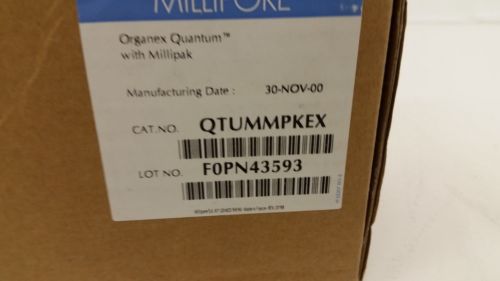 MILLIPORE
Organex Quantum™
with Millipak
Manufacturing Date : 30-NOV-00
CAT.NO. QTUMMPKEX
LOT NO. F0PN43593